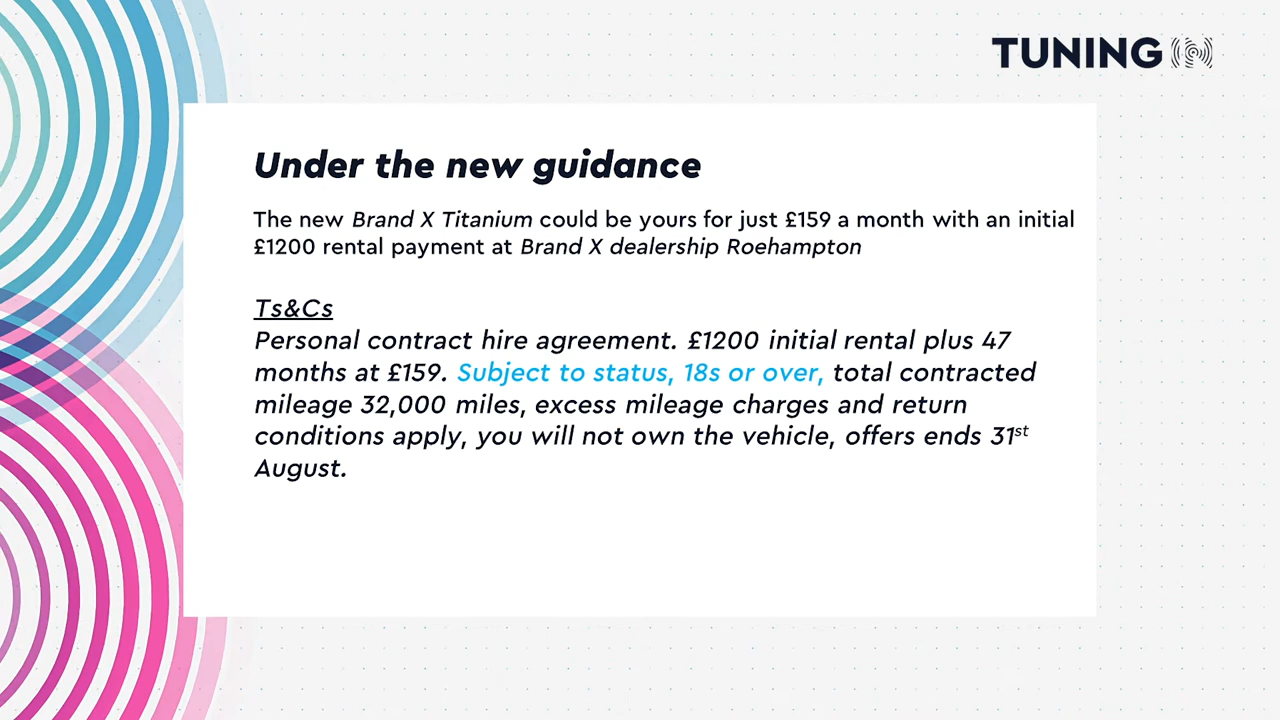 TUNING
Under the new guidance
The new Brand X Titanium could be yours for just £159 a month with an initial
£1200 rental payment at Brand X dealership Roehampton
Ts&Cs
Personal contract hire agreement. £1200 initial rental plus 47
months at £159. Subject to status, 18s or over, total contracted
mileage 32,000 miles, excess mileage charges and return
conditions apply, you will not own the vehicle, offers ends 31st
August.